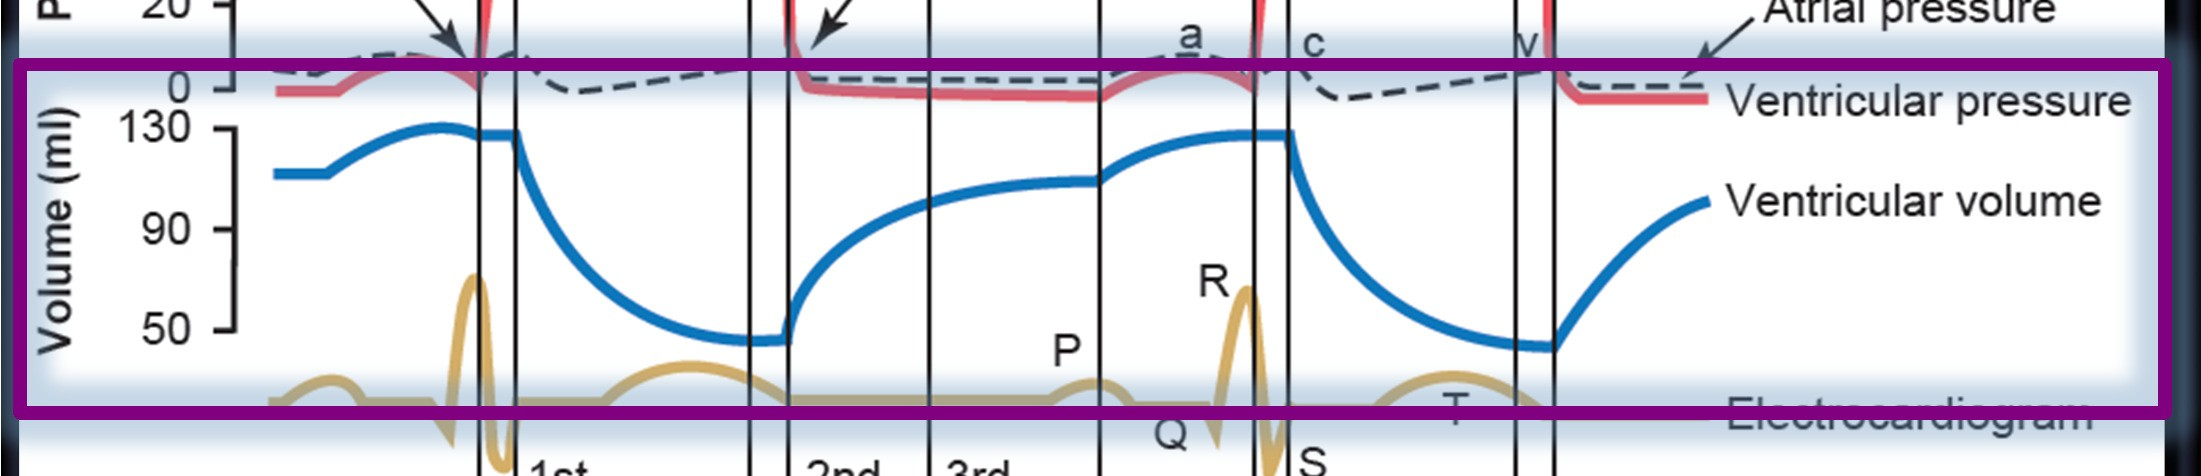 P
20
Atrial pressure
a
c
v
0
Ventricular pressure
130
Volume (ml)
Ventricular volume
90
R
50
P
T
Electrocardiogram
Q
1st
2nd
3rd
S